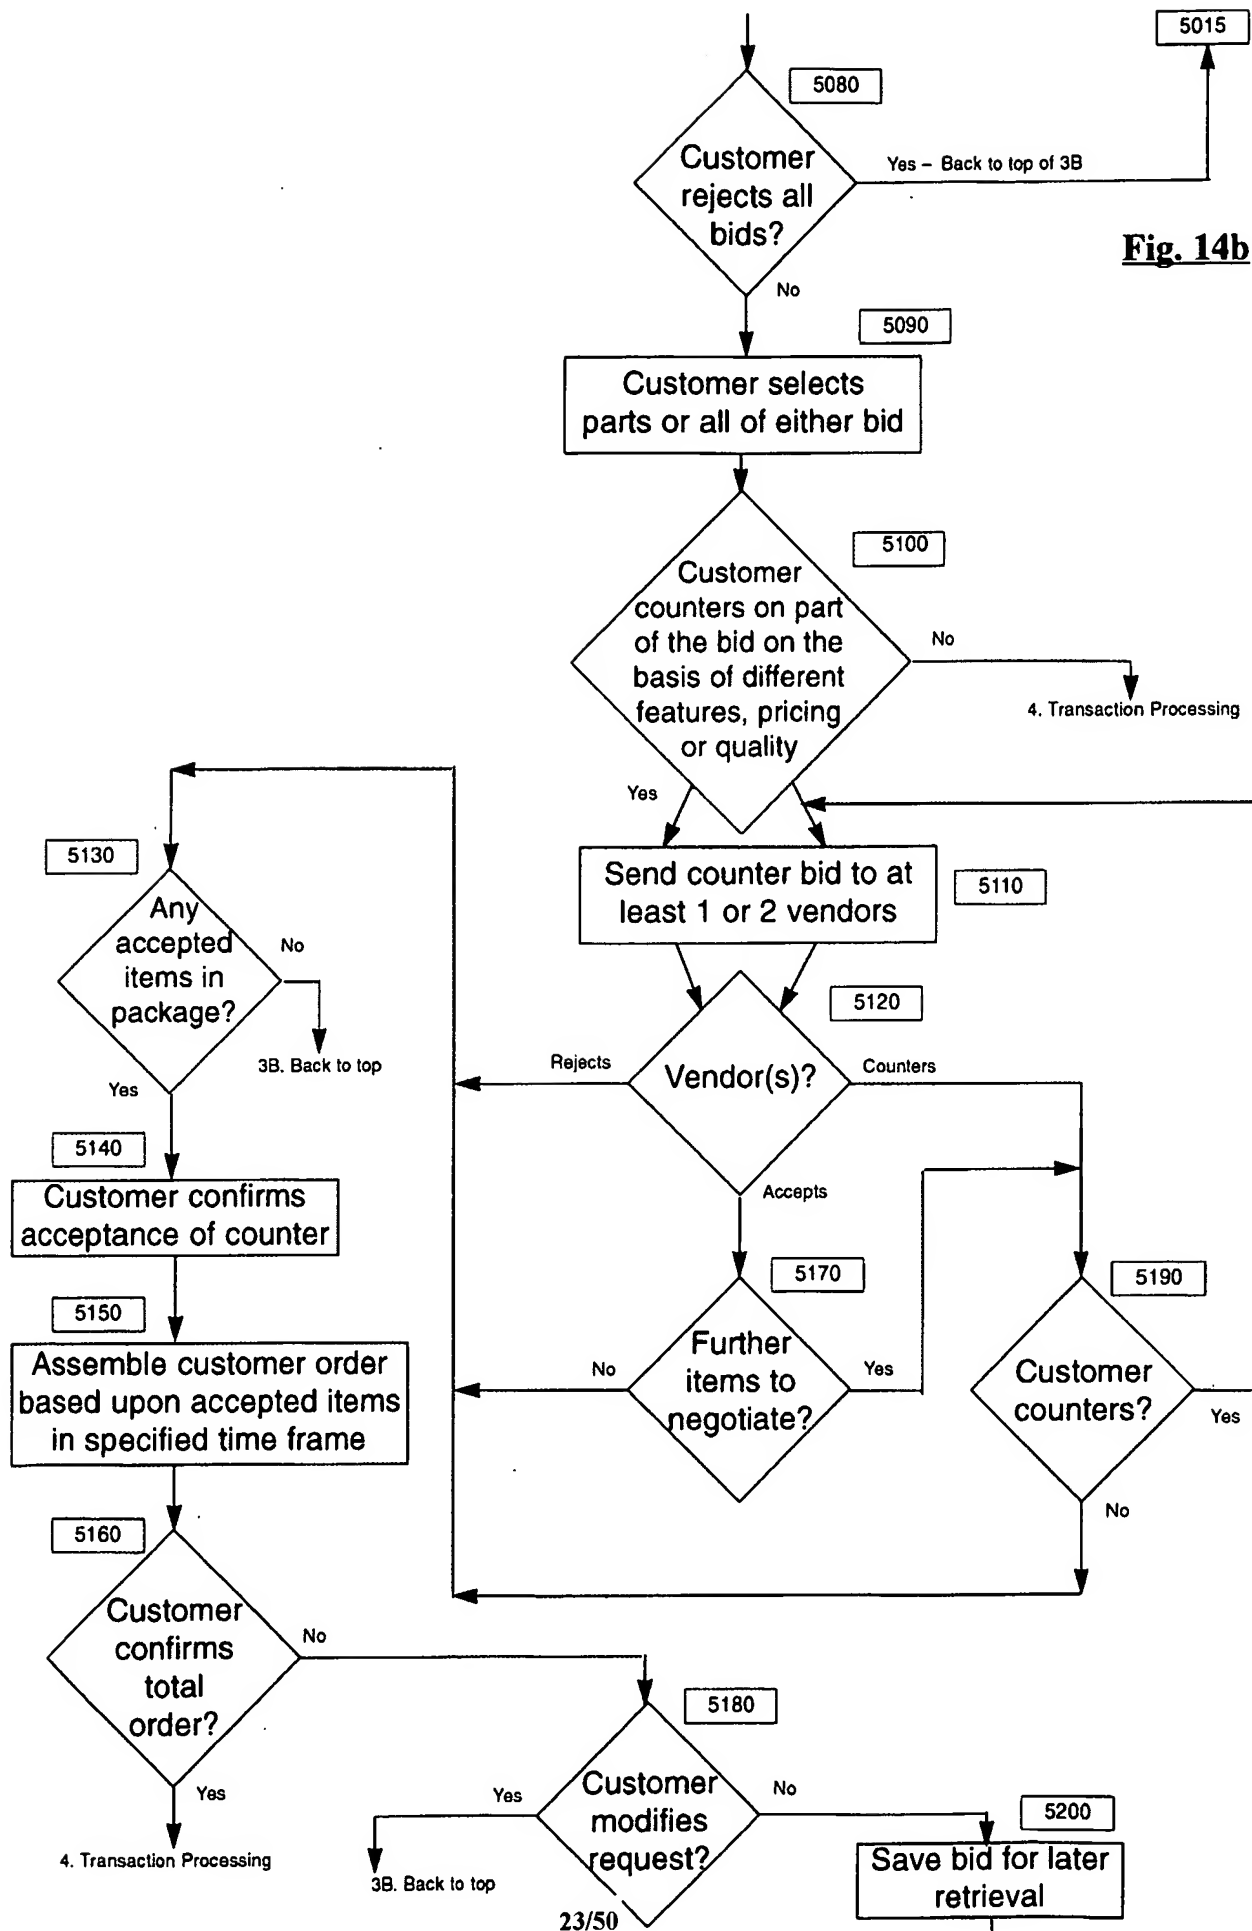 5015
5080
Customer
rejects all
bids?
Yes – Back to top of 3B
Fig. 14b
No
5090
Customer selects
parts or all of either bid
5100
Customer
counters on part
of the bid on the
basis of different
features, pricing
or quality
No
4. Transaction Processing
Yes
5130
Any
accepted
items in
package?
No
3B. Back to top
Yes
Send counter bid to at
least 1 or 2 vendors
5110
5120
Vendor(s)?
Rejects
Counters
Accepts
5140
Customer confirms
acceptance of counter
5170
Further
items to
negotiate?
No
Yes
5190
Customer
counters?
Yes
No
5150
Assemble customer order
based upon accepted items
in specified time frame
5160
Customer
confirms
total
order?
No
Yes
4. Transaction Processing
5180
Customer
modifies
request?
Yes
3B. Back to top
No
5200
Save bid for later
retrieval
23/50